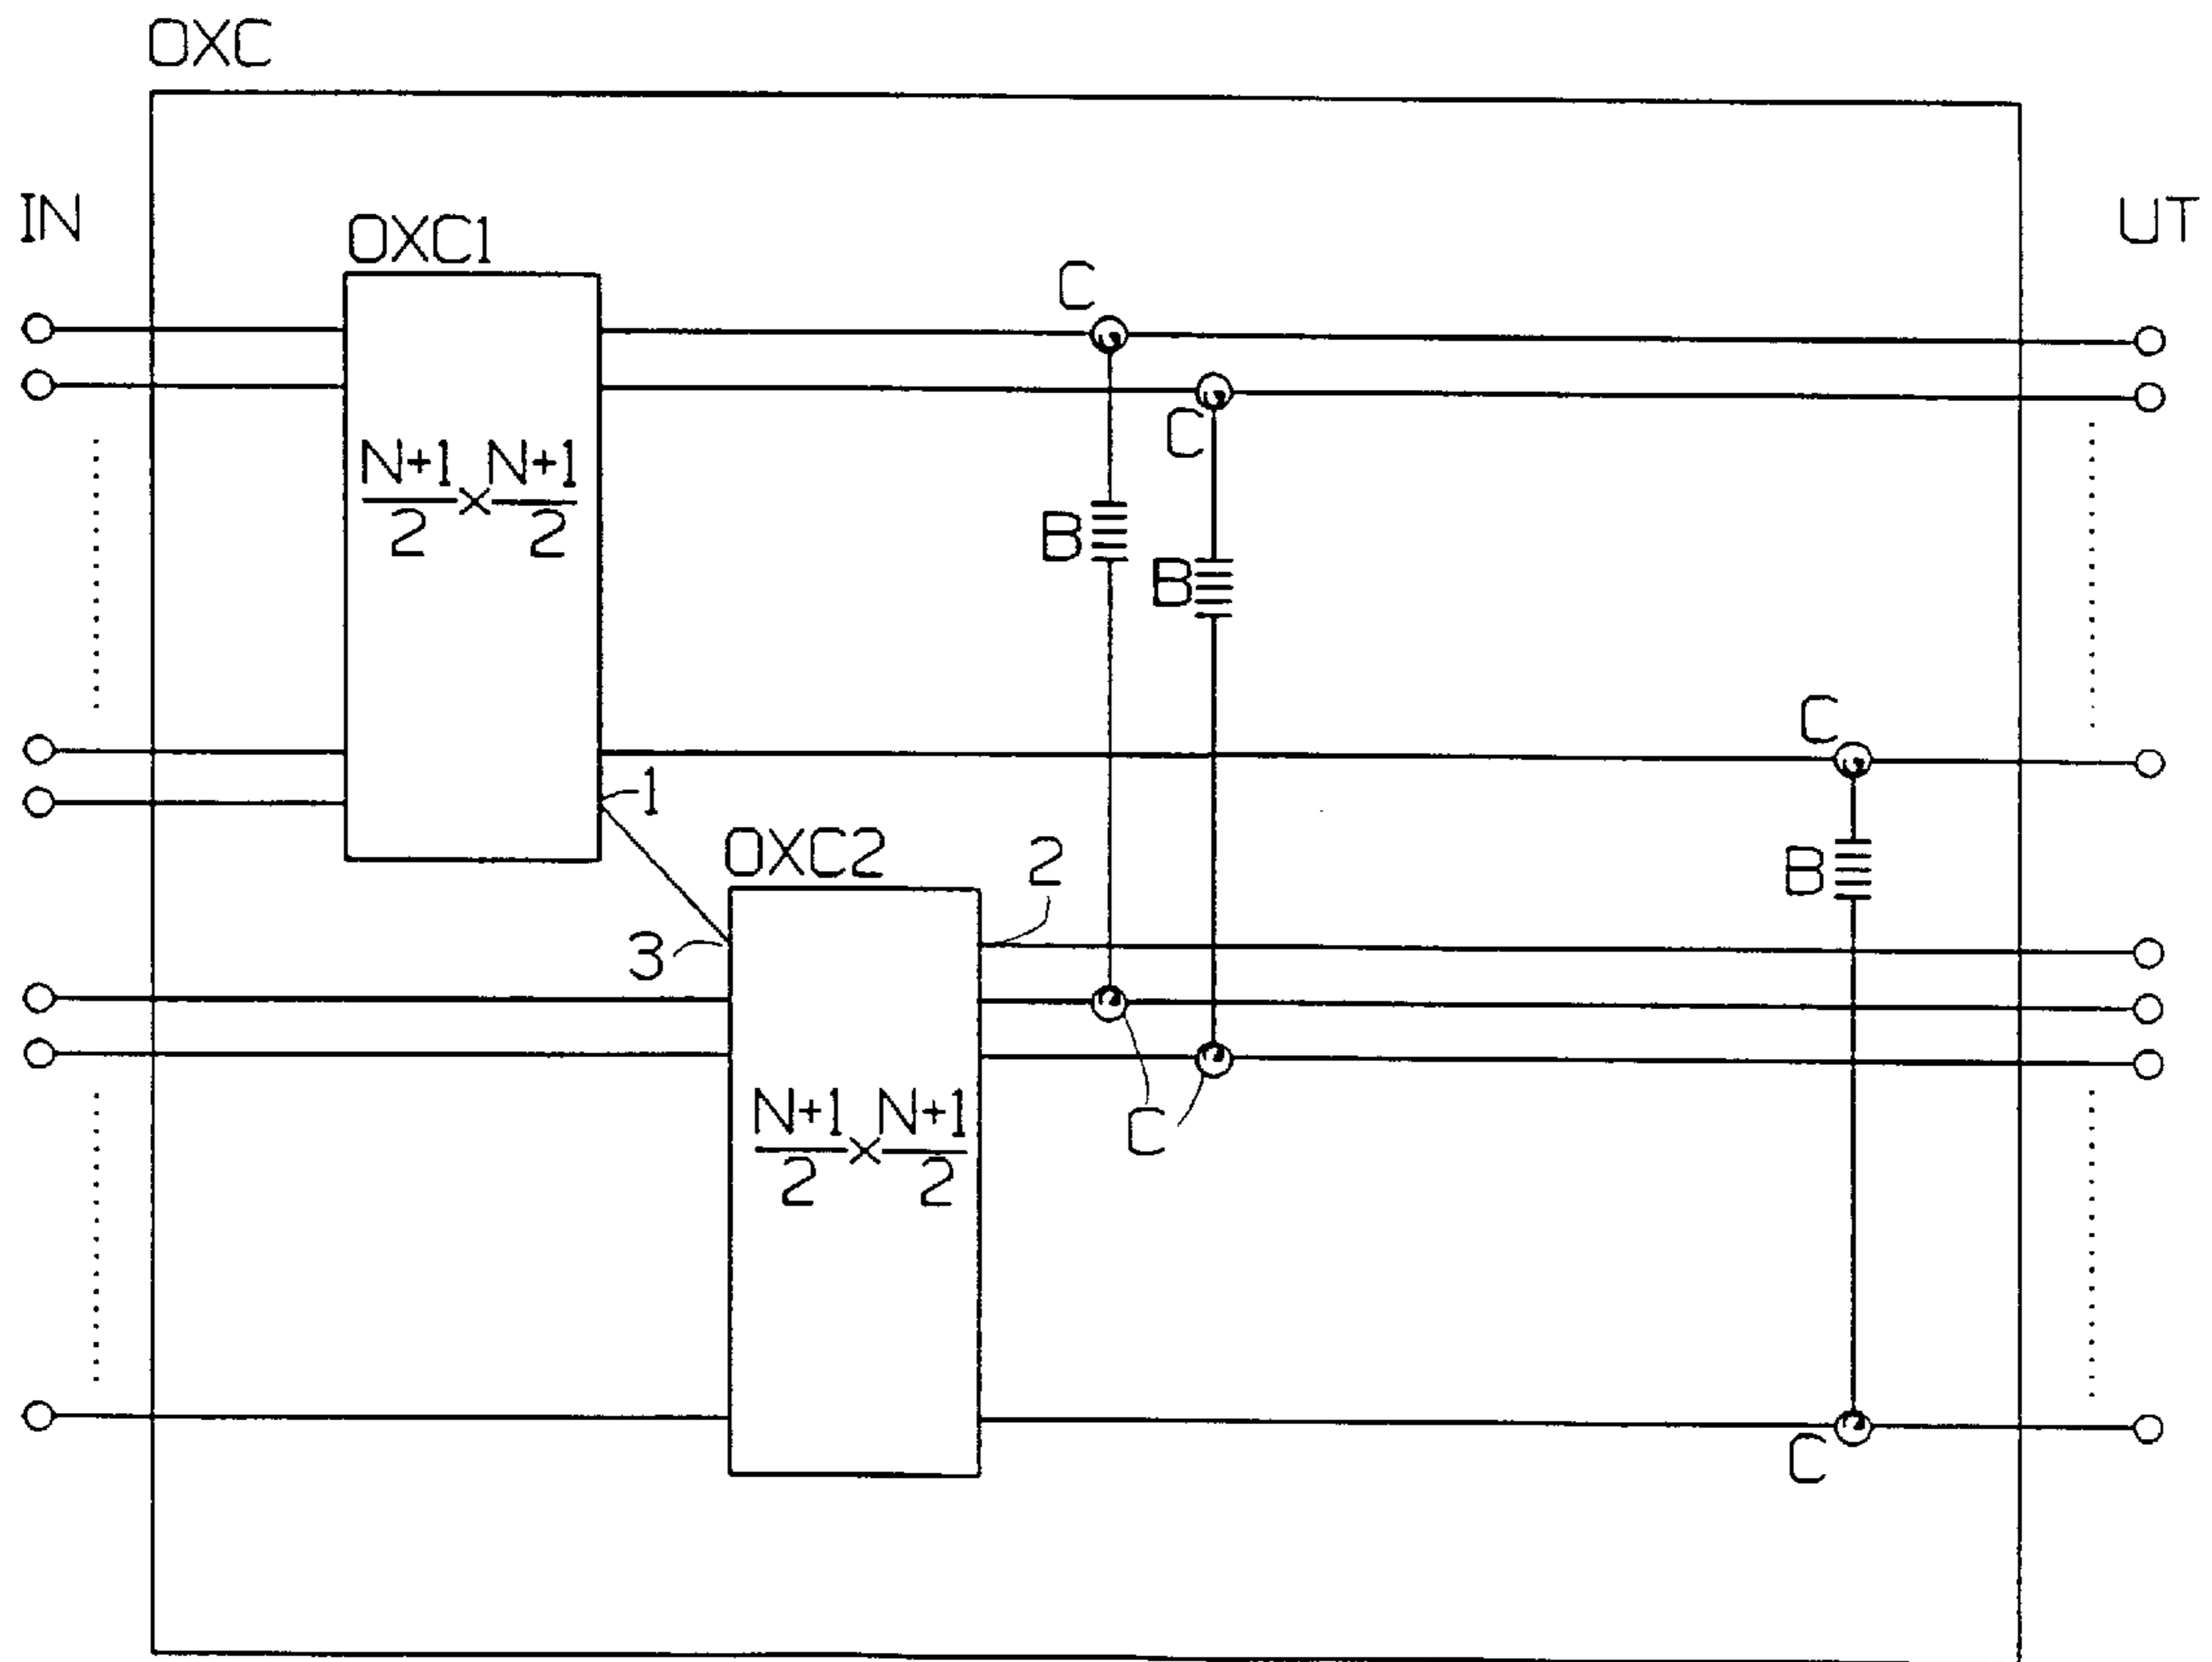 OXC
IN
UT
OXC1
C
C
N+1/2 × N+1/2
B
B
C
1
OXC2
2
B
3
N+1/2 × N+1/2
C
C